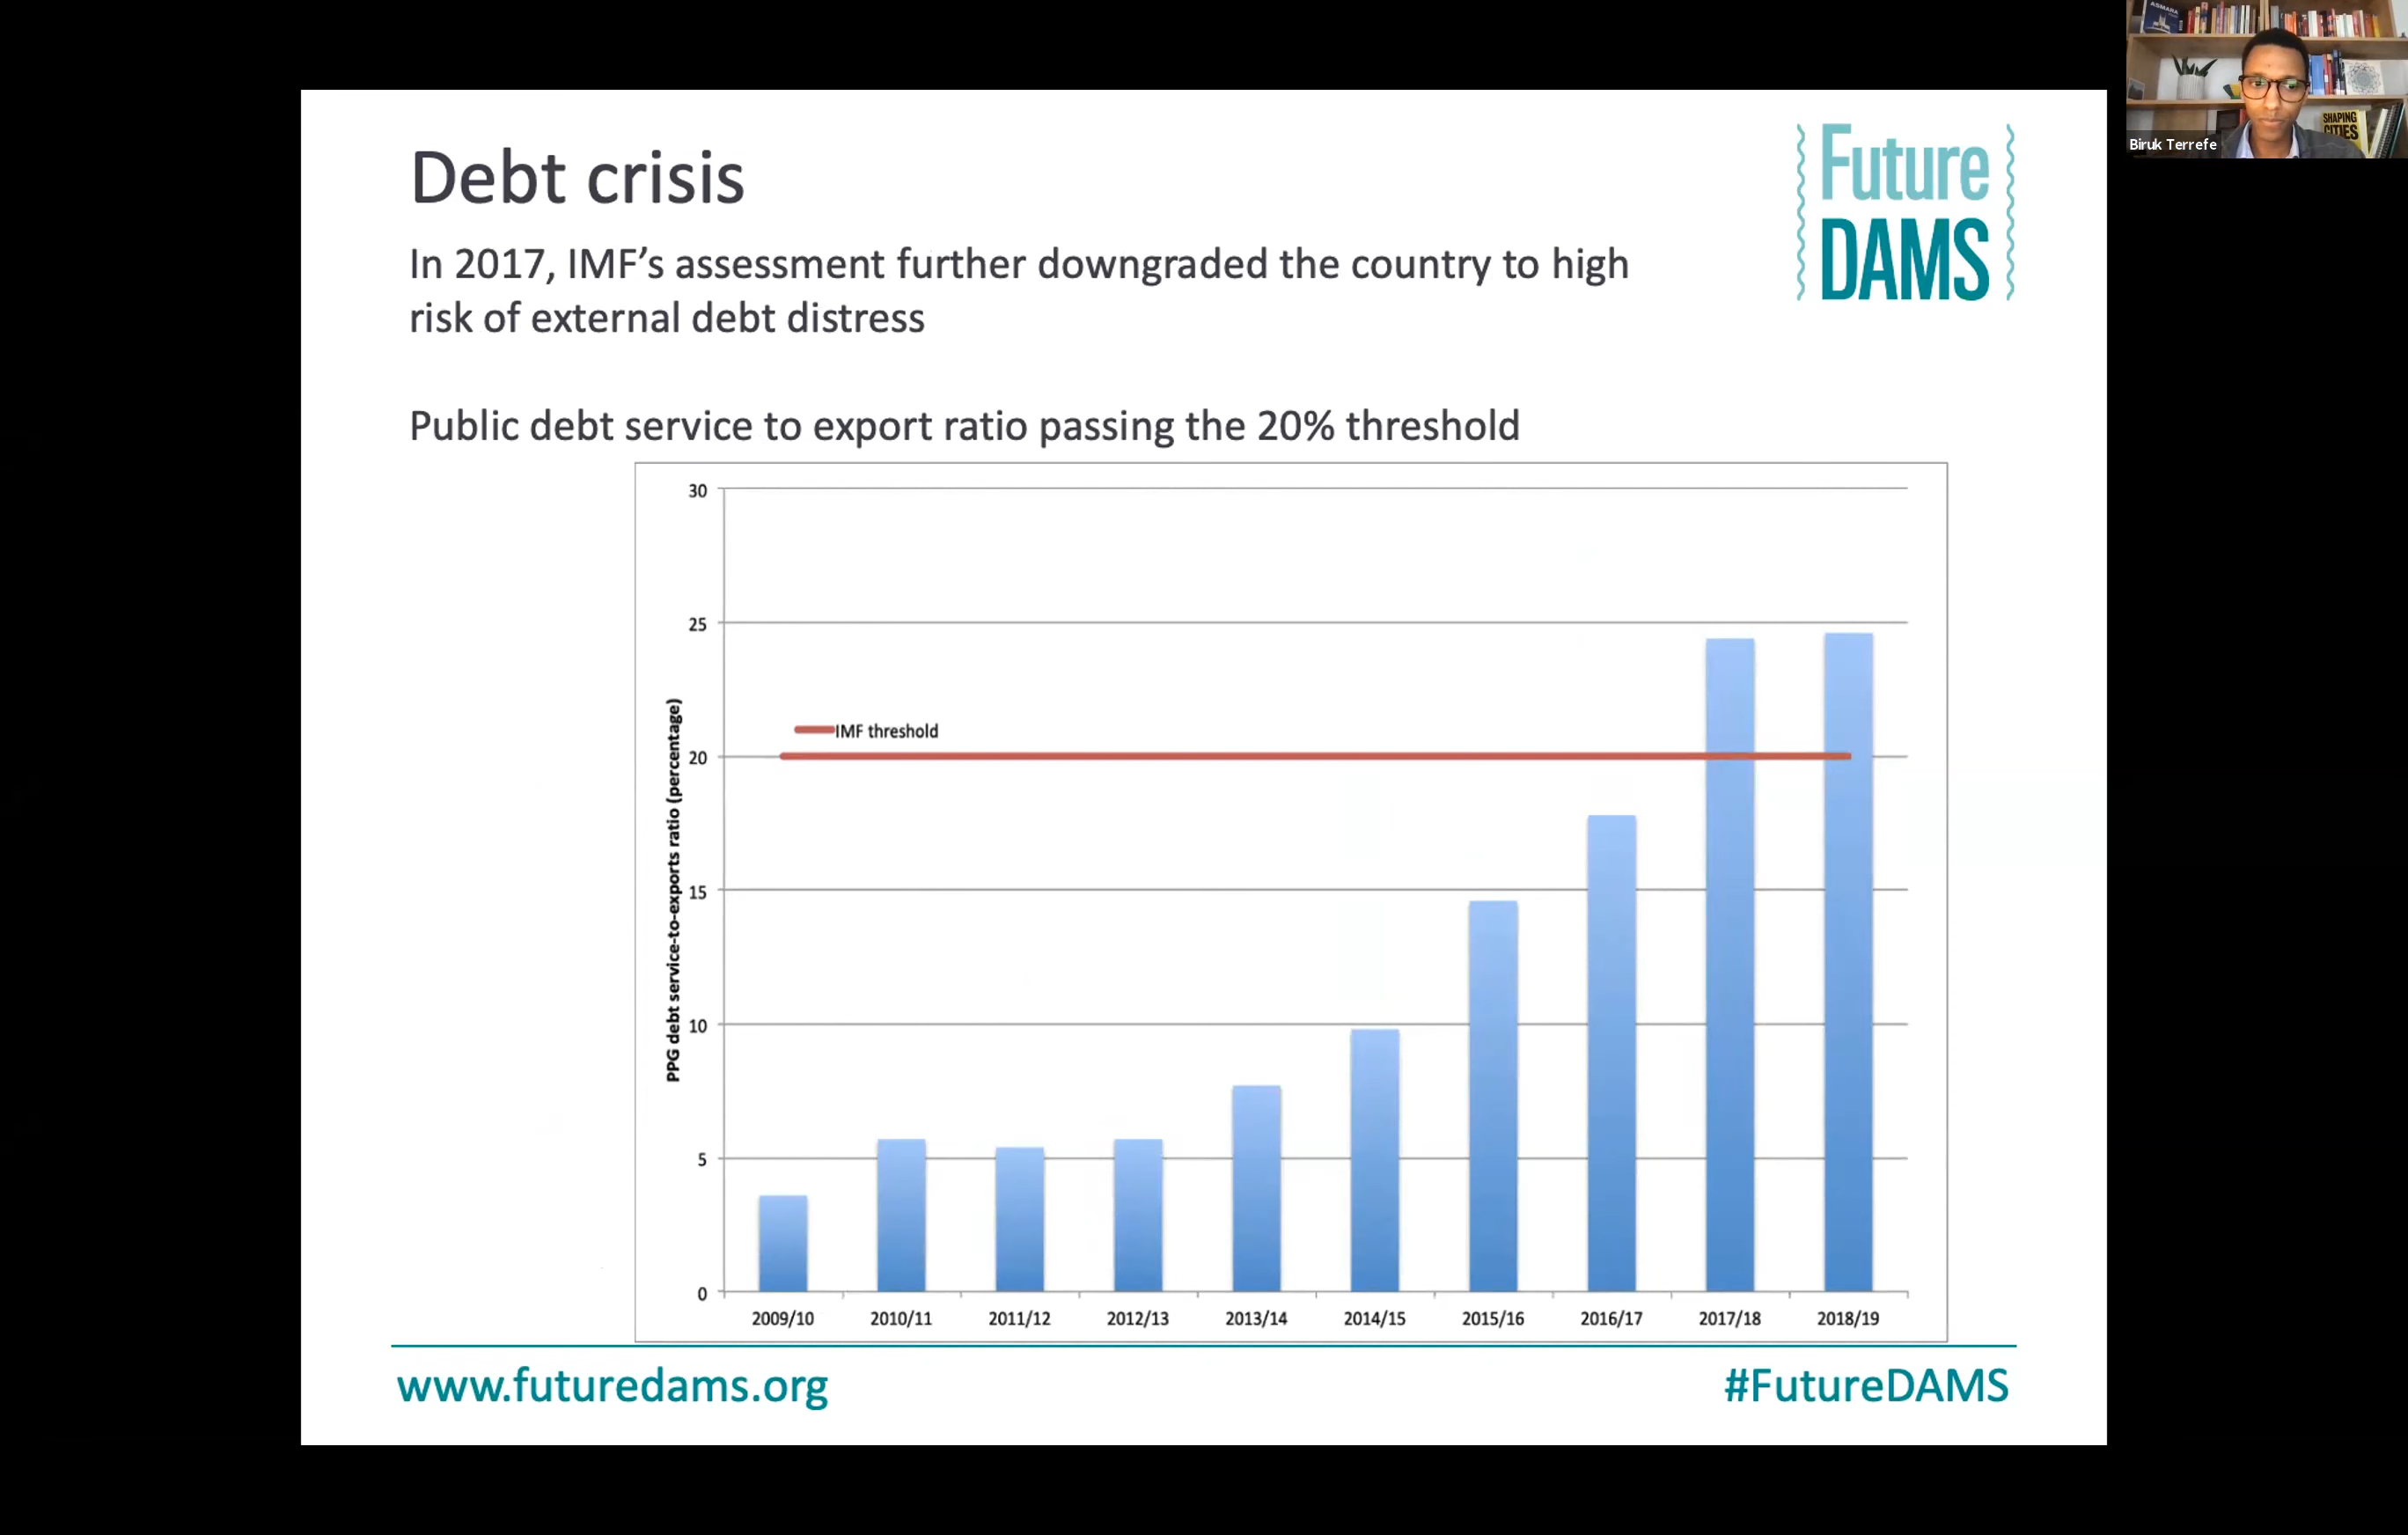 Debt crisis
In 2017, IMF's assessment further downgraded the country to high
risk of external debt distress
Public debt service to export ratio passing the 20% threshold
Future
DAMS
ASMARA
SHAPING
CITIES
Biruk Terrefe
PPG debt service-to-exports ratio (percentage)
30
25
20
15
10
5
0
IMF threshold
2009/10 2010/11 2011/12 2012/13 2013/14 2014/15 2015/16 2016/17 2017/18 2018/19
www.futuredams.org
#FutureDAMS